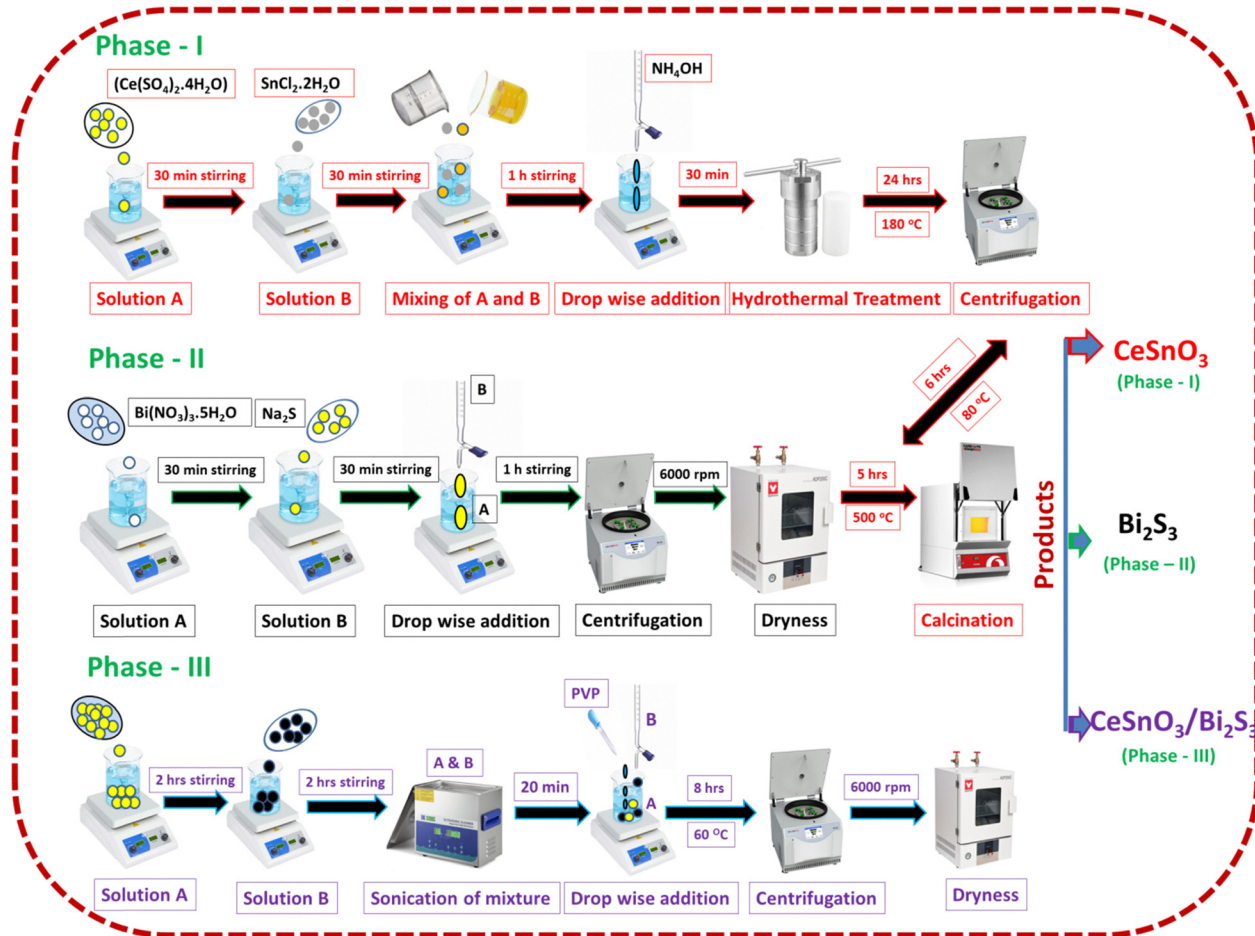 Phase - I
(Ce(SO₄)₂.4H₂O)
SnCl₂.2H₂O
NH₄OH
30 min stirring
30 min stirring
1 h stirring
30 min
24 hrs
180 °C
Solution A
Solution B
Mixing of A and B
Drop wise addition
Hydrothermal Treatment
Centrifugation
Phase - II
6 hrs
80 °C
Bi(NO₃)₃.5H₂O
Na₂S
B
30 min stirring
30 min stirring
A
1 h stirring
6000 rpm
5 hrs
500 °C
Solution A
Solution B
Drop wise addition
Centrifugation
Dryness
Calcination
Phase - III
PVP
B
2 hrs stirring
2 hrs stirring
A & B
20 min
A
8 hrs
60 °C
6000 rpm
Solution A
Solution B
Sonication of mixture
Drop wise addition
Centrifugation
Dryness
Products
CeSnO₃
(Phase - I)
Bi₂S₃
(Phase – II)
CeSnO₃/Bi₂S₃
(Phase - III)